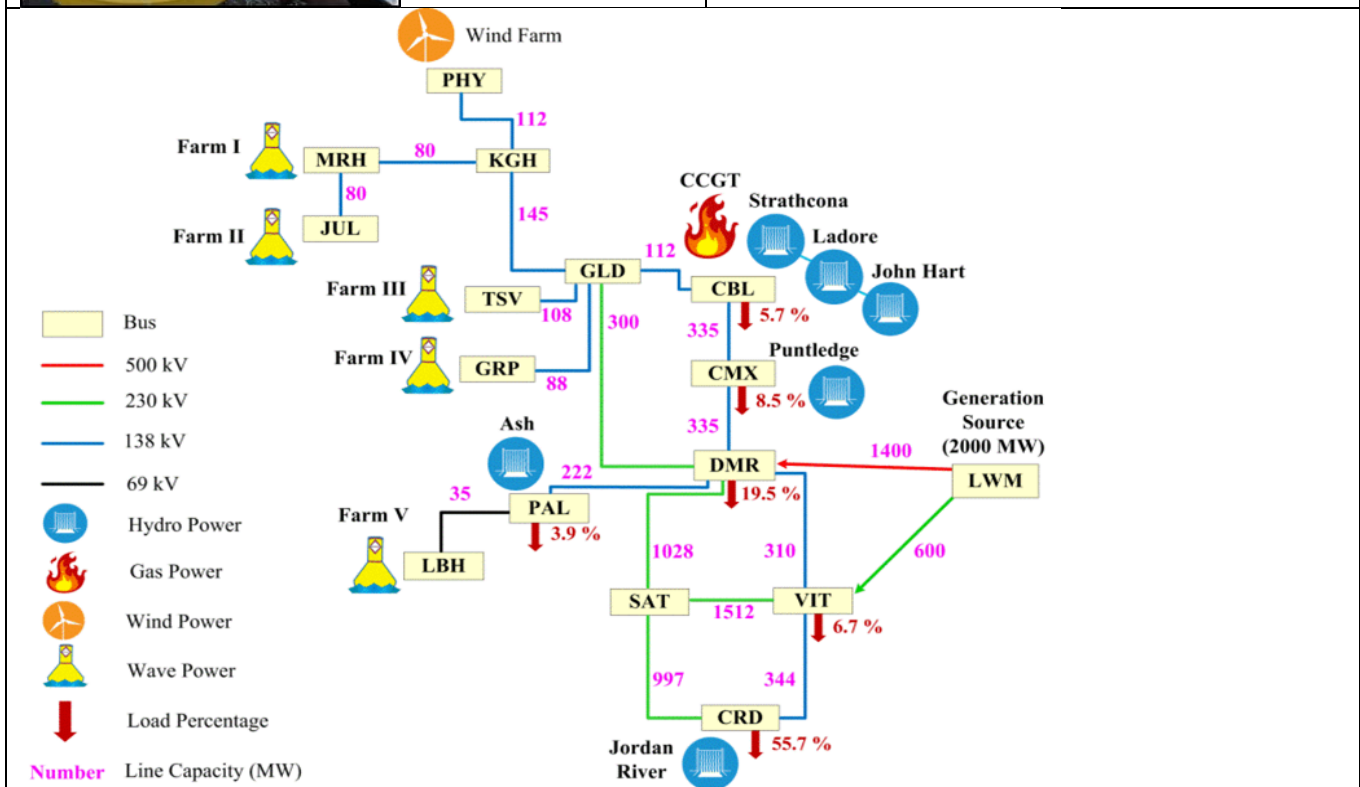 Wind Farm
PHY
112
Farm I
MRH
80
KGH
80
Farm II
JUL
145
CCGT
Strathcona
Ladore
John Hart
112
GLD
Farm III
TSV
108
300
CBL
5.7 %
335
Farm IV
GRP
88
Puntledge
CMX
8.5 %
335
Generation
Source
(2000 MW)
1400
LWM
DMR
19.5 %
Ash
222
35
PAL
3.9 %
Farm V
LBH
1028
310
600
SAT
1512
VIT
6.7 %
997
344
CRD
55.7 %
Jordan
River
Bus
500 kV
230 kV
138 kV
69 kV
Hydro Power
Gas Power
Wind Power
Wave Power
Load Percentage
Number Line Capacity (MW)